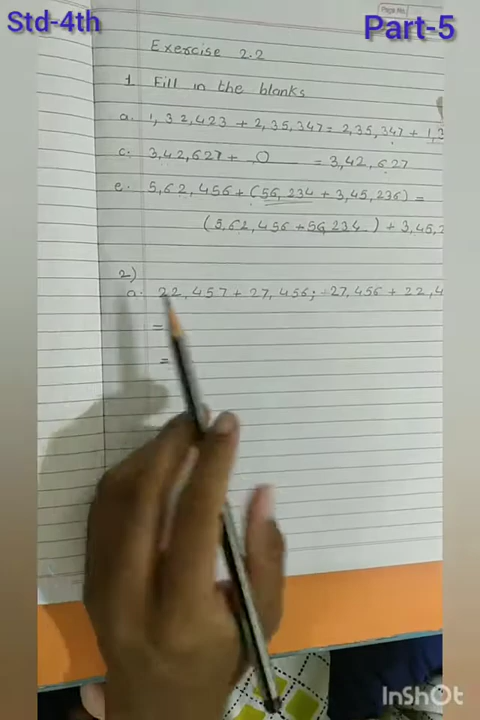 Std-4th
Part-5
Page No.
Exercise 2.2
1 Fill in the blanks
a. 1,32,423 + 2,35,347 = 2,35,347 + 1,3
c. 3,42,627 + 0 = 3,42,627
e. 5,62,456 + (56,234 + 3,45,236) =
(5,62,456 + 56,234) + 3,45,2
2)
a. 22,457 + 27,456; 27,456 + 22,4
=
=
InShOt